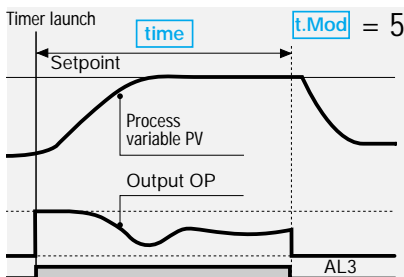 Timer launch
time
t.Mod = 5
Setpoint
Process
variable PV
Output OP
AL3